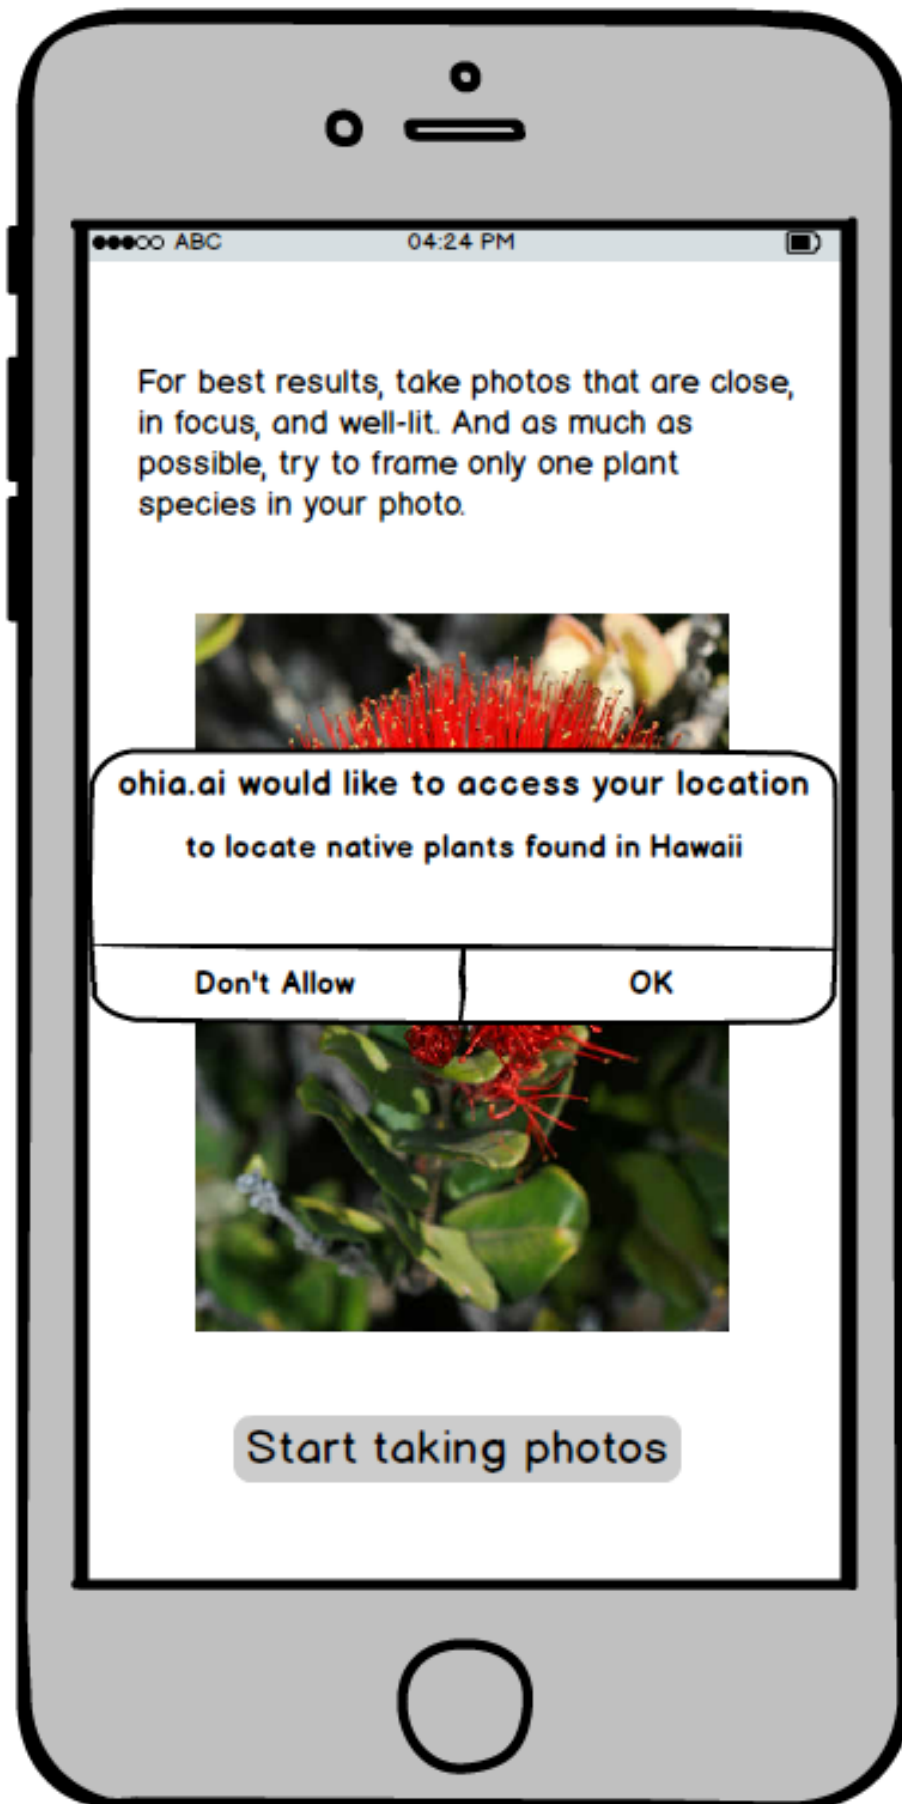 ABC 04:24 PM
For best results, take photos that are close,
in focus, and well-lit. And as much as
possible, try to frame only one plant
species in your photo.
ohia.ai would like to access your location
to locate native plants found in Hawaii
Don't Allow OK
Start taking photos